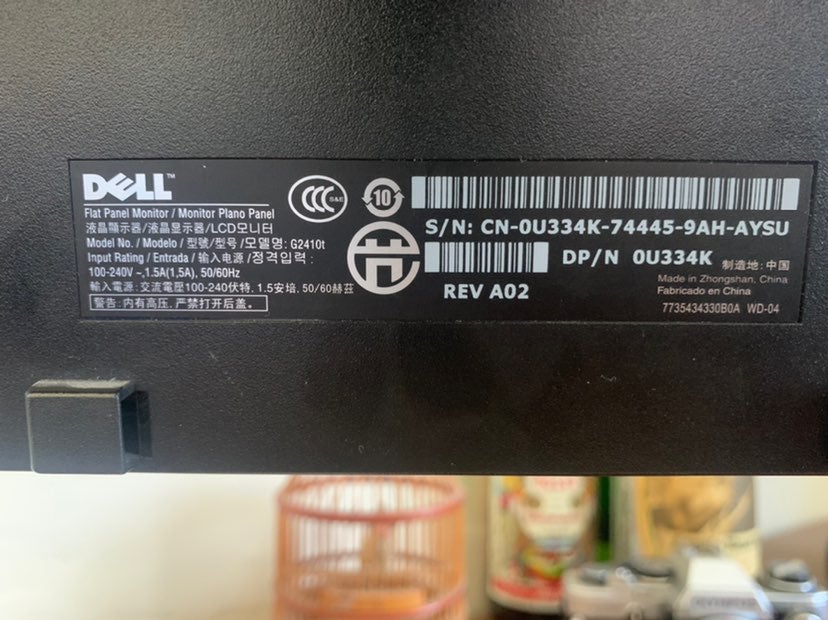 DELL™
Flat Panel Monitor / Monitor Plano Panel
液晶顯示器/液晶显示器/LCD모니터
Model No. / Modelo / 型號/型号/모델명: G2410t
Input Rating / Entrada / 输入电源 /정격입력 :
100-240V ~,1.5A(1,5A), 50/60Hz
輸入電源: 交流電壓100-240伏特, 1.5安培, 50/60赫茲
警告: 内有高压, 严禁打开后盖。
CCC S&E
10
S/N: CN-0U334K-74445-9AH-AYSU
DP/N 0U334K
REV A02
制造地: 中国
Made in Zhongshan, China
Fabricado en China
7735434330B0A WD-04